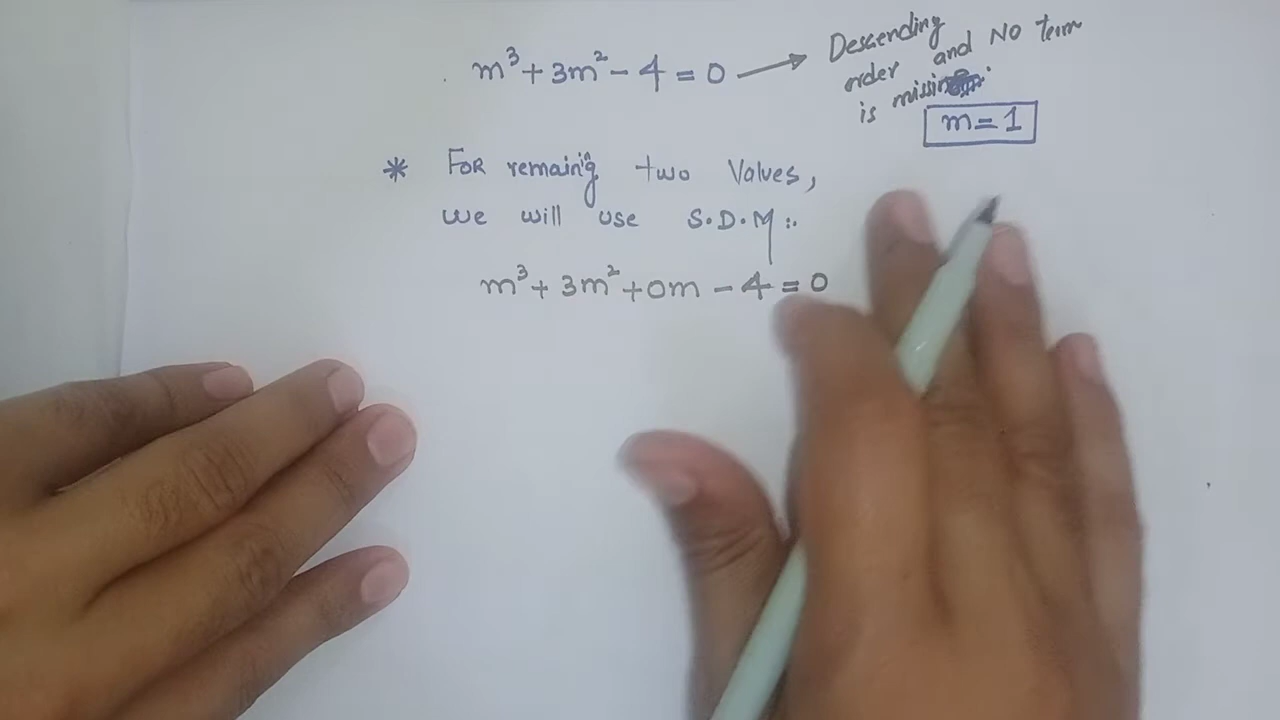 m³ + 3m² - 4 = 0 → Descending
order and NO term
is missing.
m = 1
* FOR remaining two Values,
we will use S.D.M :.
m³ + 3m² + 0m - 4 = 0